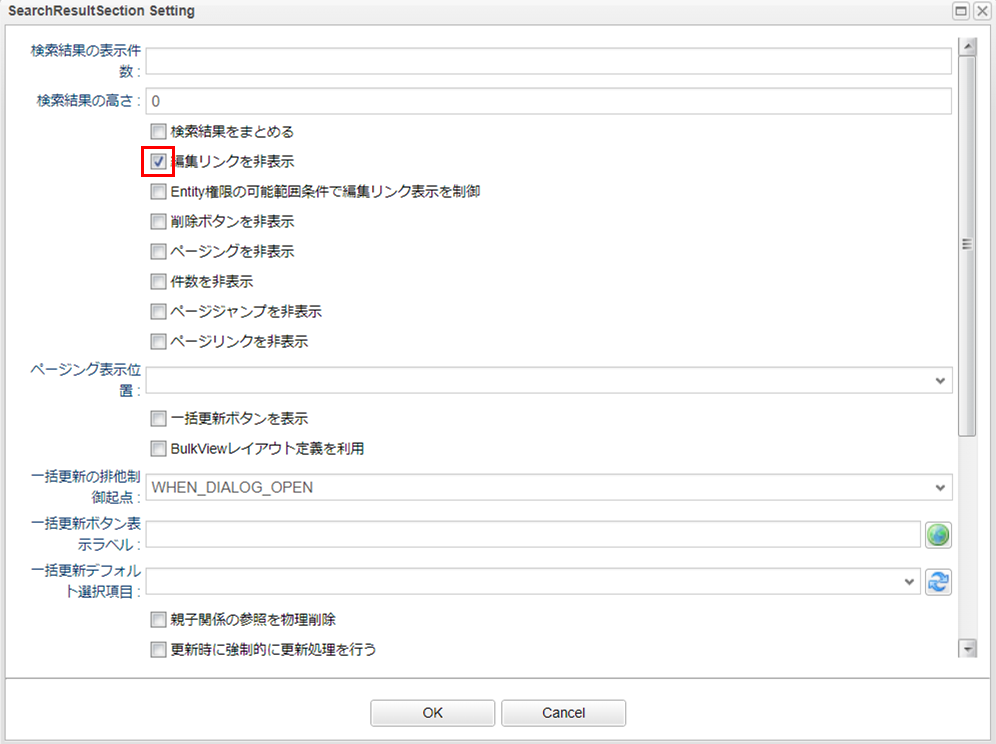 SearchResultSection Setting
検索結果の表示件
数 :
検索結果の高さ : 0
検索結果をまとめる
編集リンクを非表示
Entity権限の可能範囲条件で編集リンク表示を制御
削除ボタンを非表示
ページングを非表示
件数を非表示
ページジャンプを非表示
ページリンクを非表示
ページング表示位
置 :
一括更新ボタンを表示
BulkViewレイアウト定義を利用
一括更新の排他制
御起点 :
WHEN_DIALOG_OPEN
一括更新ボタン表
示ラベル :
一括更新デフォル
ト選択項目 :
親子関係の参照を物理削除
更新時に強制的に更新処理を行う
OK Cancel